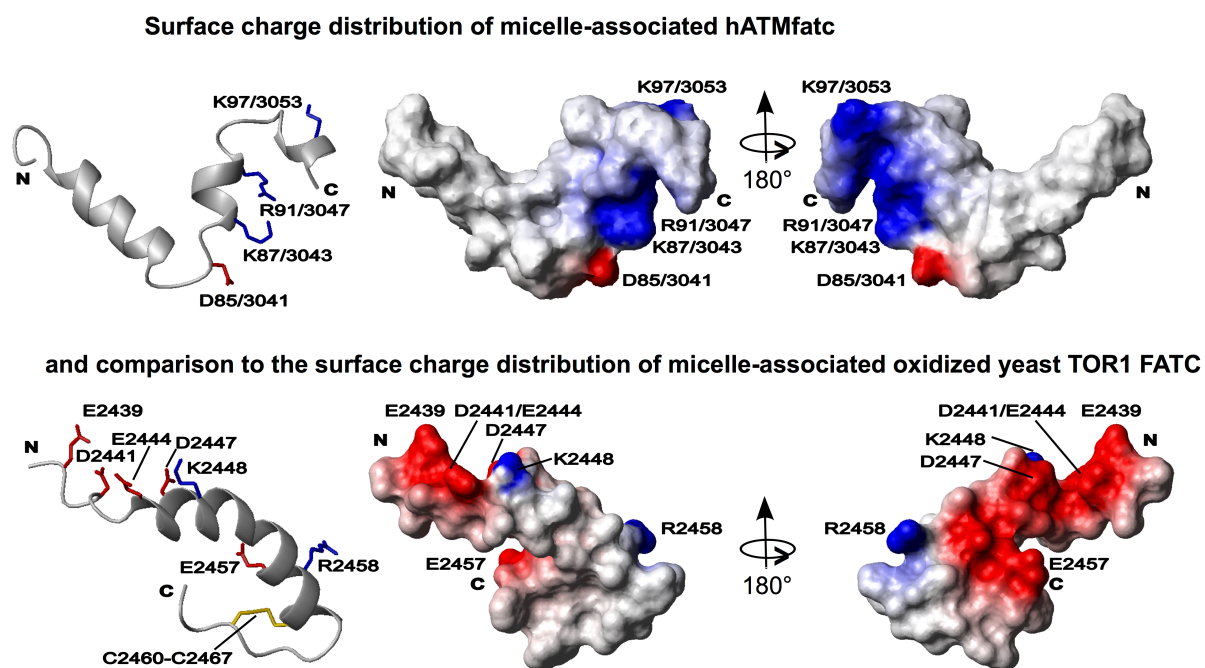 Surface charge distribution of micelle-associated hATMfatc
K97/3053
N
C
R91/3047
K87/3043
D85/3041
K97/3053
N
C
R91/3047
K87/3043
D85/3041
180°
K97/3053
N
C
R91/3047
K87/3043
D85/3041
and comparison to the surface charge distribution of micelle-associated oxidized yeast TOR1 FATC
E2439
N
E2444
D2447
D2441
K2448
E2457
R2458
C
C2460-C2467
E2439
D2441/E2444
N
D2447
K2448
R2458
E2457
C
180°
D2441/E2444
E2439
K2448
N
D2447
R2458
E2457
C